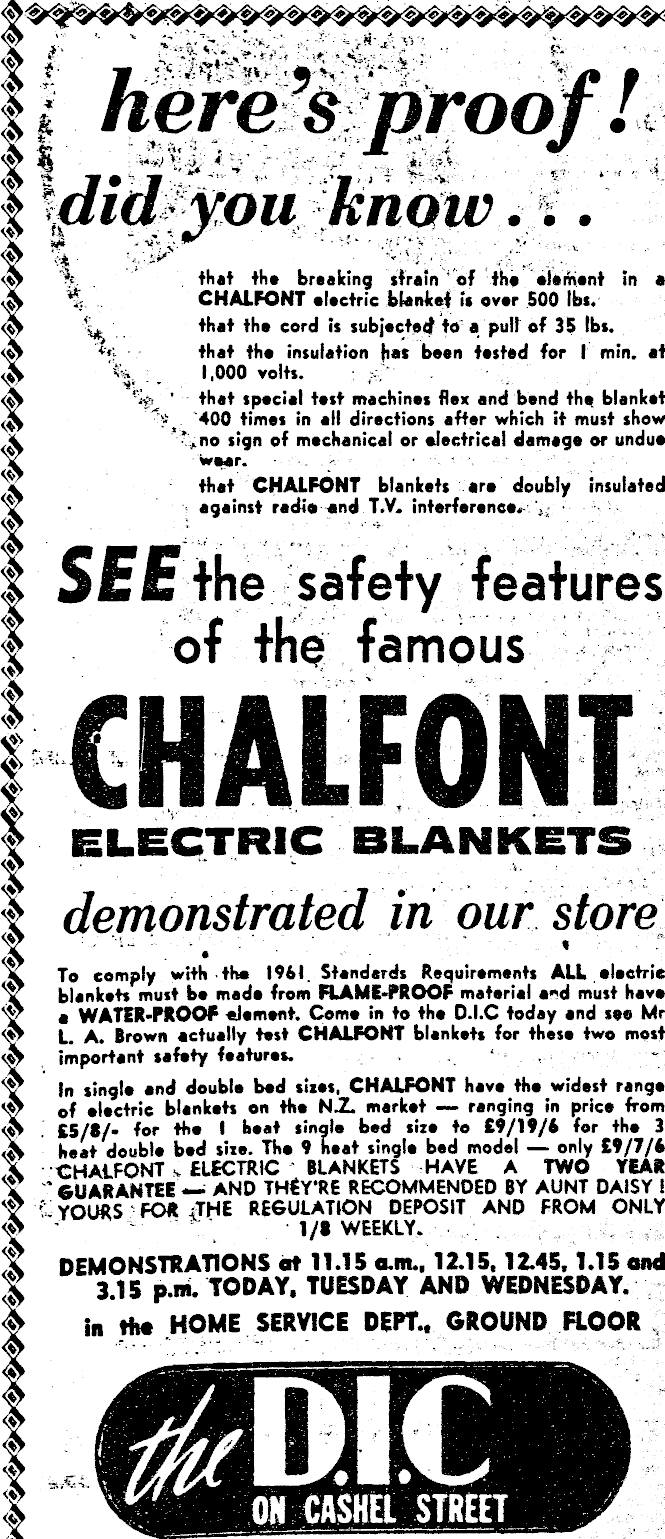 here's proof!
did you know...
that the breaking strain of the element in a
CHALFONT electric blanket is over 500 lbs.
that the cord is subjected to a pull of 35 lbs.
that the insulation has been tested for 1 min. at
1,000 volts.
that special test machines flex and bend the blanket
400 times in all directions after which it must show
no sign of mechanical or electrical damage or undue
wear.
that CHALFONT blankets are doubly insulated
against radio and T.V. interference.
SEE the safety features
of the famous
CHALFONT
ELECTRIC BLANKETS
demonstrated in our store
To comply with the 1961 Standards Requirements ALL electric
blankets must be made from FLAME-PROOF material and must have
a WATER-PROOF element. Come in to the D.I.C today and see Mr
L. A. Brown actually test CHALFONT blankets for these two most
important safety features.
In single and double bed sizes, CHALFONT have the widest range
of electric blankets on the N.Z. market — ranging in price from
£5/8/- for the 1 heat single bed size to £9/19/6 for the 3
heat double bed size. The 9 heat single bed model — only £9/7/6
CHALFONT ELECTRIC BLANKETS HAVE A TWO YEAR
GUARANTEE — AND THEY'RE RECOMMENDED BY AUNT DAISY!
YOURS FOR THE REGULATION DEPOSIT AND FROM ONLY
1/8 WEEKLY.
DEMONSTRATIONS at 11.15 a.m., 12.15, 12.45, 1.15 and
3.15 p.m. TODAY, TUESDAY AND WEDNESDAY.
in the HOME SERVICE DEPT., GROUND FLOOR
the D.I.C
ON CASHEL STREET